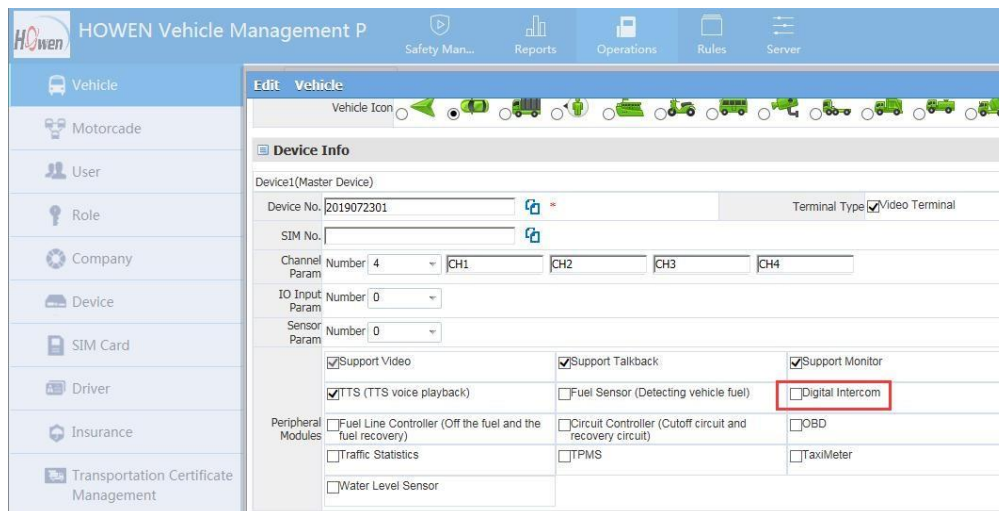 HOwen
HOWEN Vehicle Management P
Safety Man...
Reports
Operations
Rules
Server
Vehicle
Motorcade
User
Role
Company
Device
SIM Card
Driver
Insurance
Transportation Certificate
Management
Edit Vehicle
Vehicle Icon
Device Info
Device1(Master Device)
Device No. 2019072301 * Terminal Type Video Terminal
SIM No.
Channel Param Number 4 CH1 CH2 CH3 CH4
IO Input Param Number 0
Sensor Param Number 0
Peripheral Modules
Support Video Support Talkback Support Monitor
TTS (TTS voice playback) Fuel Sensor (Detecting vehicle fuel) Digital Intercom
Fuel Line Controller (Off the fuel and the Circuit Controller (Cutoff circuit and OBD
fuel recovery) recovery circuit)
Traffic Statistics TPMS TaxiMeter
Water Level Sensor